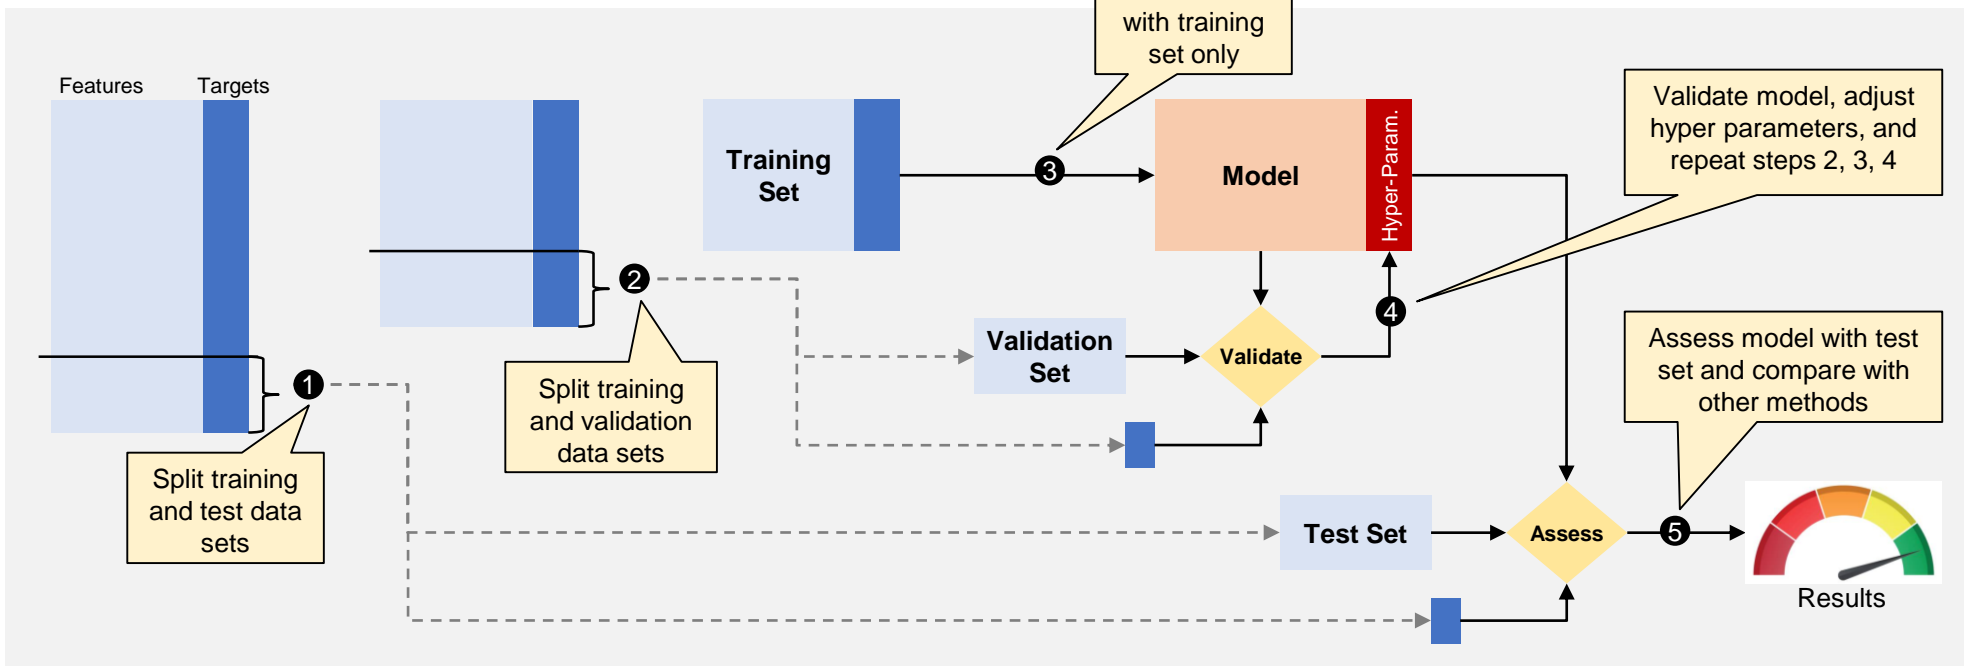 with training
set only
Features
Targets
Training
Set
3
Model
Hyper-Param.
Validate model, adjust
hyper parameters, and
repeat steps 2, 3, 4
2
4
Validation
Set
Validate
Split training
and validation
data sets
1
Split training
and test data
sets
Assess model with test
set and compare with
other methods
Test Set
Assess
5
Results